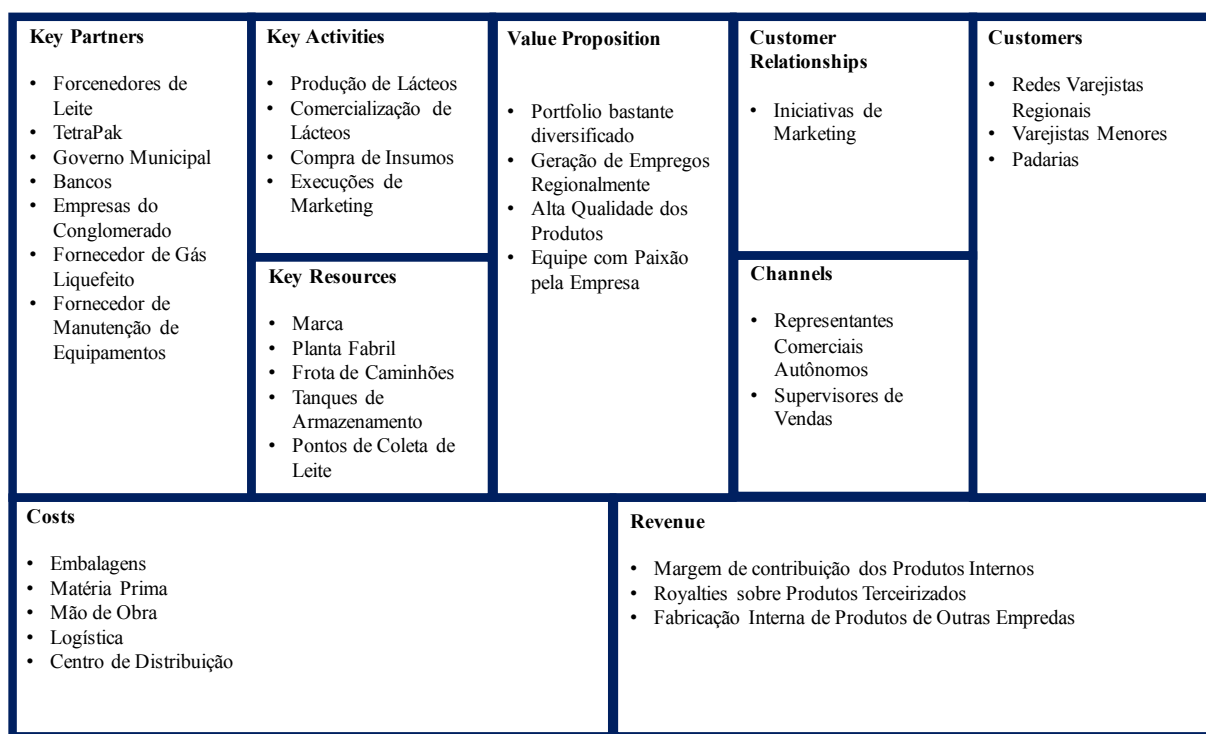 Key Partners
• Forcenedores de
Leite
• TetraPak
• Governo Municipal
• Bancos
• Empresas do
Conglomerado
• Fornecedor de Gás
Liquefeito
• Fornecedor de
Manutenção de
Equipamentos
Key Activities
• Produção de Lácteos
• Comercialização de
Lácteos
• Compra de Insumos
• Execuções de
Marketing
Key Resources
• Marca
• Planta Fabril
• Frota de Caminhões
• Tanques de
Armazenamento
• Pontos de Coleta de
Leite
Value Proposition
• Portfolio bastante
diversificado
• Geração de Empregos
Regionalmente
• Alta Qualidade dos
Produtos
• Equipe com Paixão
pela Empresa
Customer
Relationships
• Iniciativas de
Marketing
Channels
• Representantes
Comerciais
Autônomos
• Supervisores de
Vendas
Customers
• Redes Varejistas
Regionais
• Varejistas Menores
• Padarias
Costs
• Embalagens
• Matéria Prima
• Mão de Obra
• Logística
• Centro de Distribuição
Revenue
• Margem de contribuição dos Produtos Internos
• Royalties sobre Produtos Terceirizados
• Fabricação Interna de Produtos de Outras Empredas